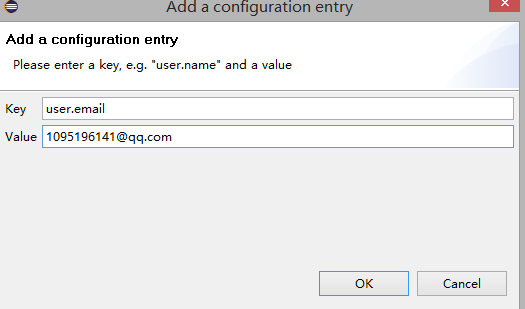 Add a configuration entry
Add a configuration entry
Please enter a key, e.g. "user.name" and a value
Key user.email
Value 1095196141@qq.com
OK Cancel